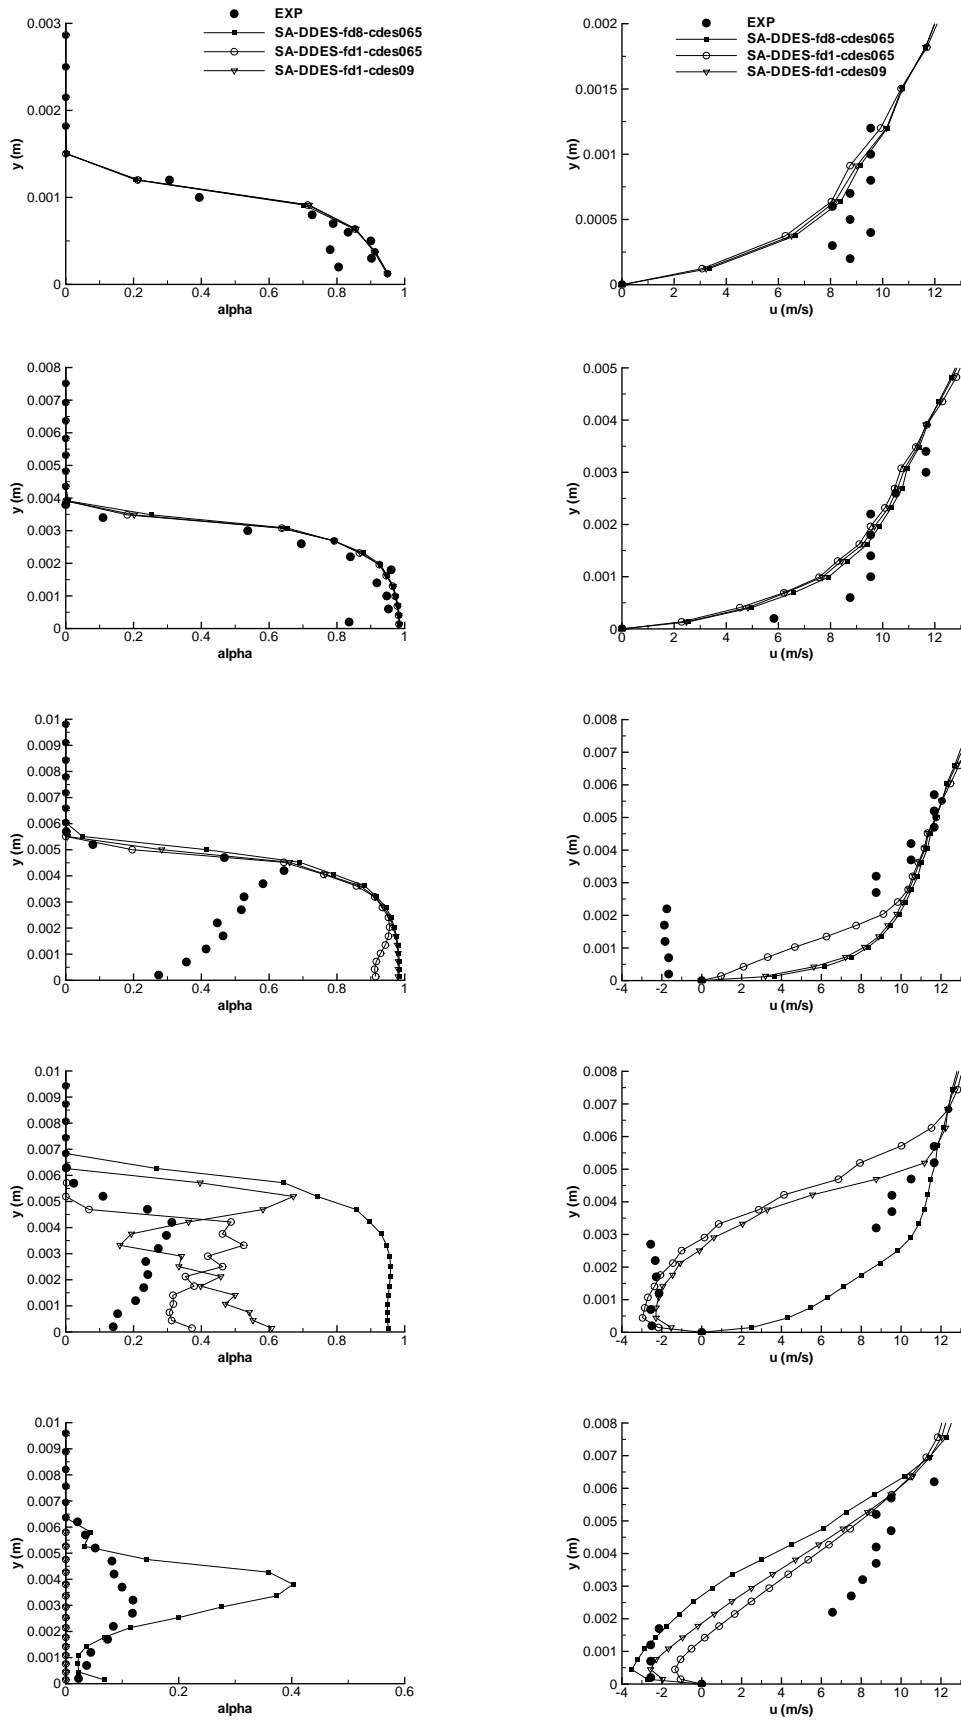 EXP
SA-DDES-fd8-cdes065
SA-DDES-fd1-cdes065
SA-DDES-fd1-cdes09
0.003
0.002
0.001
0
y (m)
0 0.2 0.4 0.6 0.8 1
alpha
EXP
SA-DDES-fd8-cdes065
SA-DDES-fd1-cdes065
SA-DDES-fd1-cdes09
0.002
0.0015
0.001
0.0005
0
y (m)
0 2 4 6 8 10 12
u (m/s)
0.008
0.007
0.006
0.005
0.004
0.003
0.002
0.001
0
y (m)
0 0.2 0.4 0.6 0.8 1
alpha
0.005
0.004
0.003
0.002
0.001
0
y (m)
0 2 4 6 8 10 12
u (m/s)
0.01
0.009
0.008
0.007
0.006
0.005
0.004
0.003
0.002
0.001
0
y (m)
0 0.2 0.4 0.6 0.8 1
alpha
0.008
0.007
0.006
0.005
0.004
0.003
0.002
0.001
0
y (m)
-4 -2 0 2 4 6 8 10 12
u (m/s)
0.01
0.009
0.008
0.007
0.006
0.005
0.004
0.003
0.002
0.001
0
y (m)
0 0.2 0.4 0.6 0.8 1
alpha
0.008
0.007
0.006
0.005
0.004
0.003
0.002
0.001
0
y (m)
-4 -2 0 2 4 6 8 10 12
u (m/s)
0.01
0.009
0.008
0.007
0.006
0.005
0.004
0.003
0.002
0.001
0
y (m)
0 0.2 0.4 0.6
alpha
0.008
0.007
0.006
0.005
0.004
0.003
0.002
0.001
0
y (m)
-4 -2 0 2 4 6 8 10 12
u (m/s)